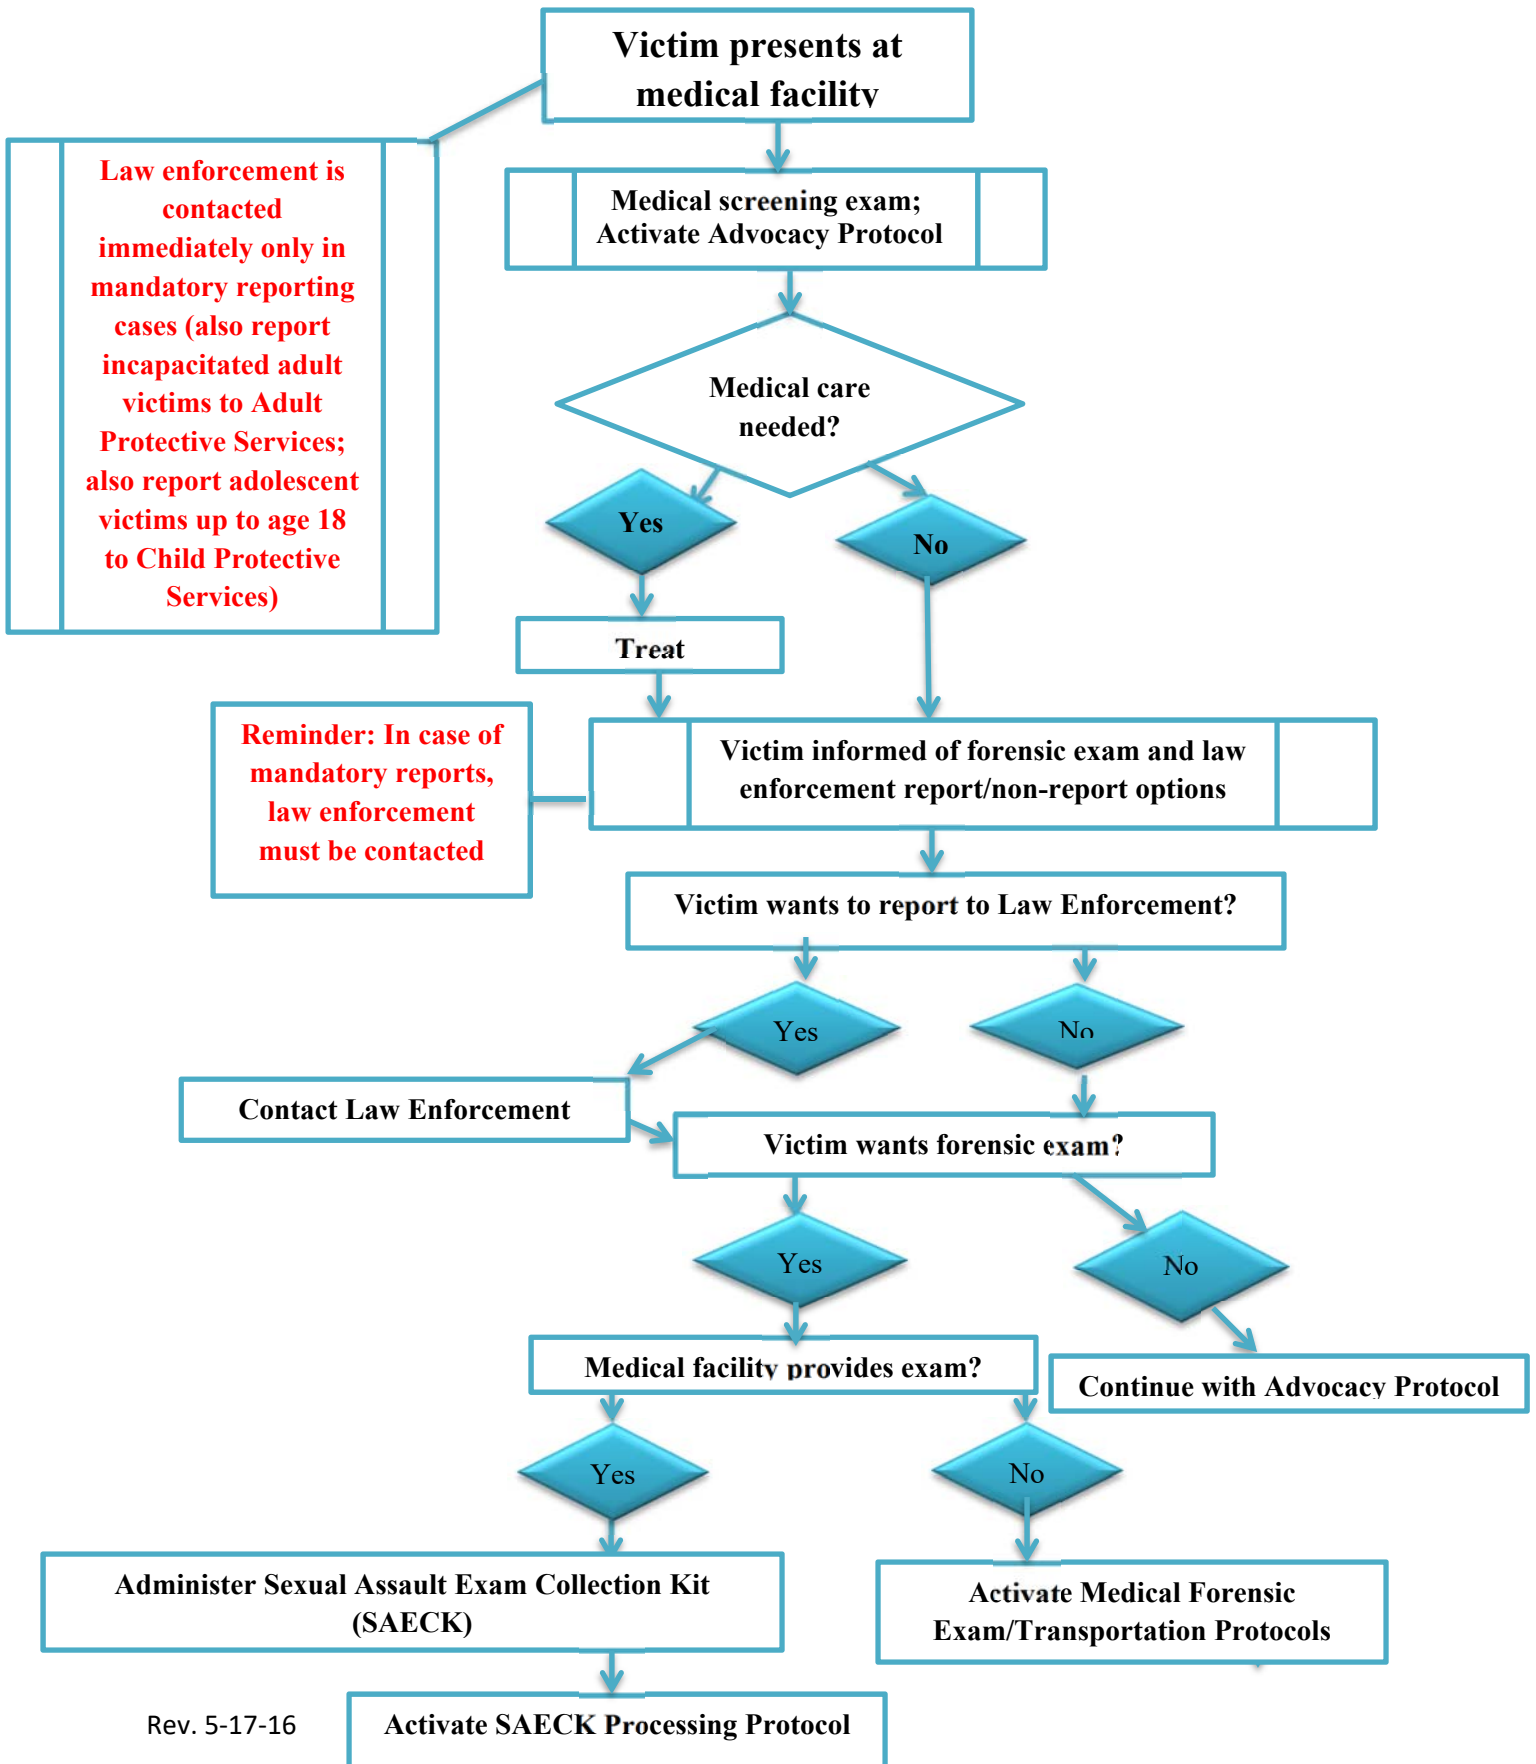 Victim presents at
medical facility
Law enforcement is
contacted
immediately only in
mandatory reporting
cases (also report
incapacitated adult
victims to Adult
Protective Services;
also report adolescent
victims up to age 18
to Child Protective
Services)
Medical screening exam;
Activate Advocacy Protocol
Medical care
needed?
Yes
No
Treat
Reminder: In case of
mandatory reports,
law enforcement
must be contacted
Victim informed of forensic exam and law
enforcement report/non-report options
Victim wants to report to Law Enforcement?
Yes
No
Contact Law Enforcement
Victim wants forensic exam?
Yes
No
Medical facility provides exam?
Continue with Advocacy Protocol
Yes
No
Administer Sexual Assault Exam Collection Kit
(SAECK)
Activate Medical Forensic
Exam/Transportation Protocols
Rev. 5-17-16
Activate SAECK Processing Protocol